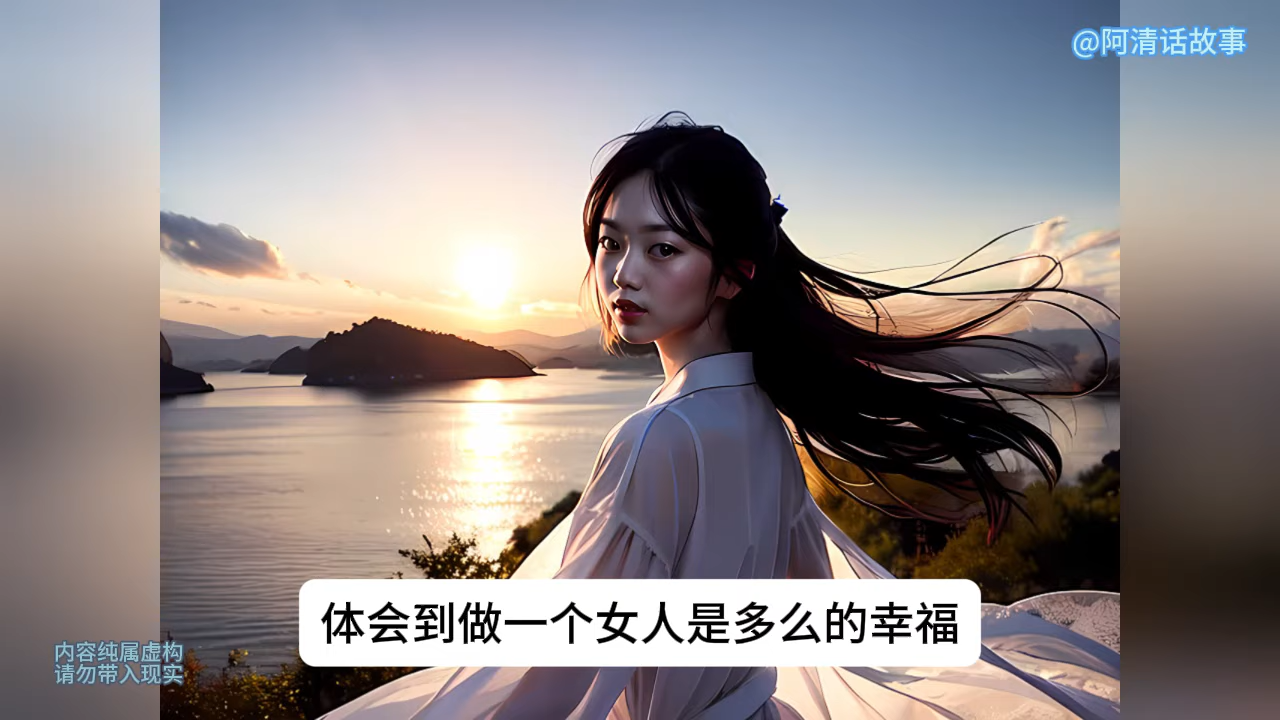 @阿清话故事
体会到做一个女人是多么的幸福
内容纯属虚构
请勿带入现实